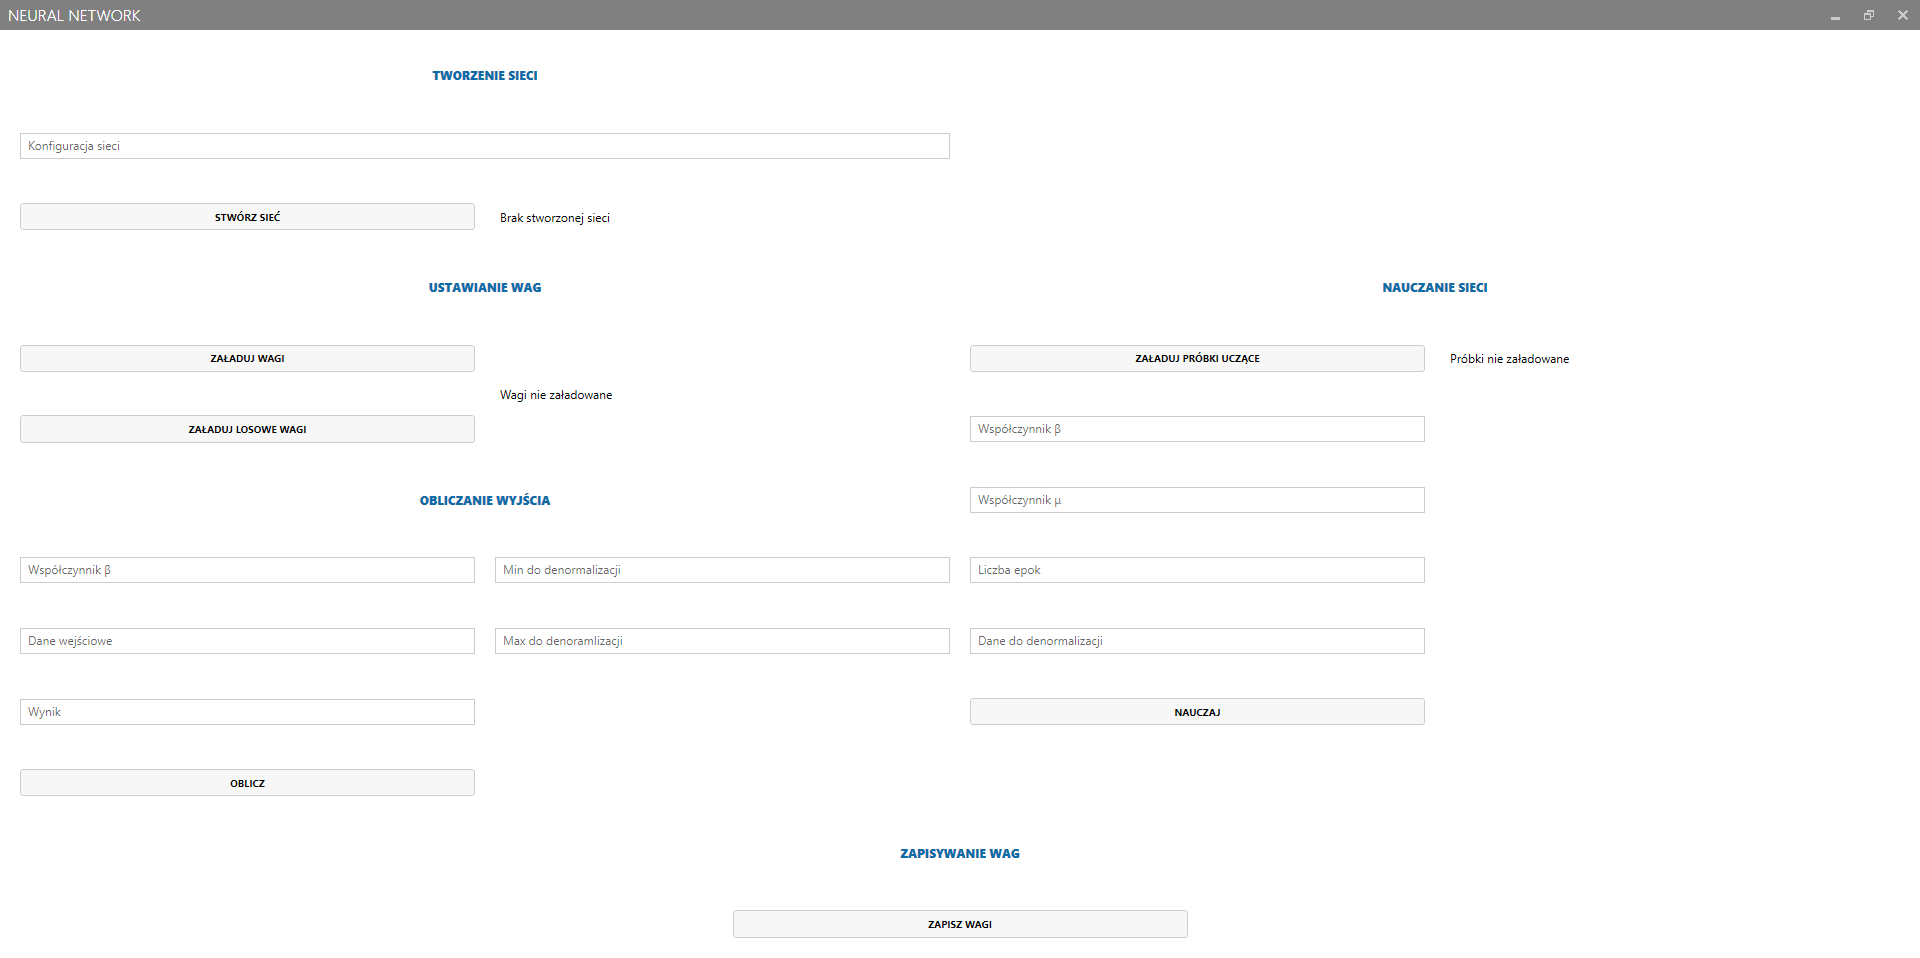 NEURAL NETWORK
TWORZENIE SIECI
Konfiguracja sieci
STWÓRZ SIEĆ
Brak stworzonej sieci
USTAWIANIE WAG
ZAŁADUJ WAGI
Wagi nie załadowane
ZAŁADUJ LOSOWE WAGI
OBLICZANIE WYJŚCIA
Współczynnik β
Min do denormalizacji
Dane wejściowe
Max do denoramlizacji
Wynik
OBLICZ
NAUCZANIE SIECI
ZAŁADUJ PRÓBKI UCZĄCE
Próbki nie załadowane
Współczynnik β
Współczynnik µ
Liczba epok
Dane do denormalizacji
NAUCZAJ
ZAPISYWANIE WAG
ZAPISZ WAGI